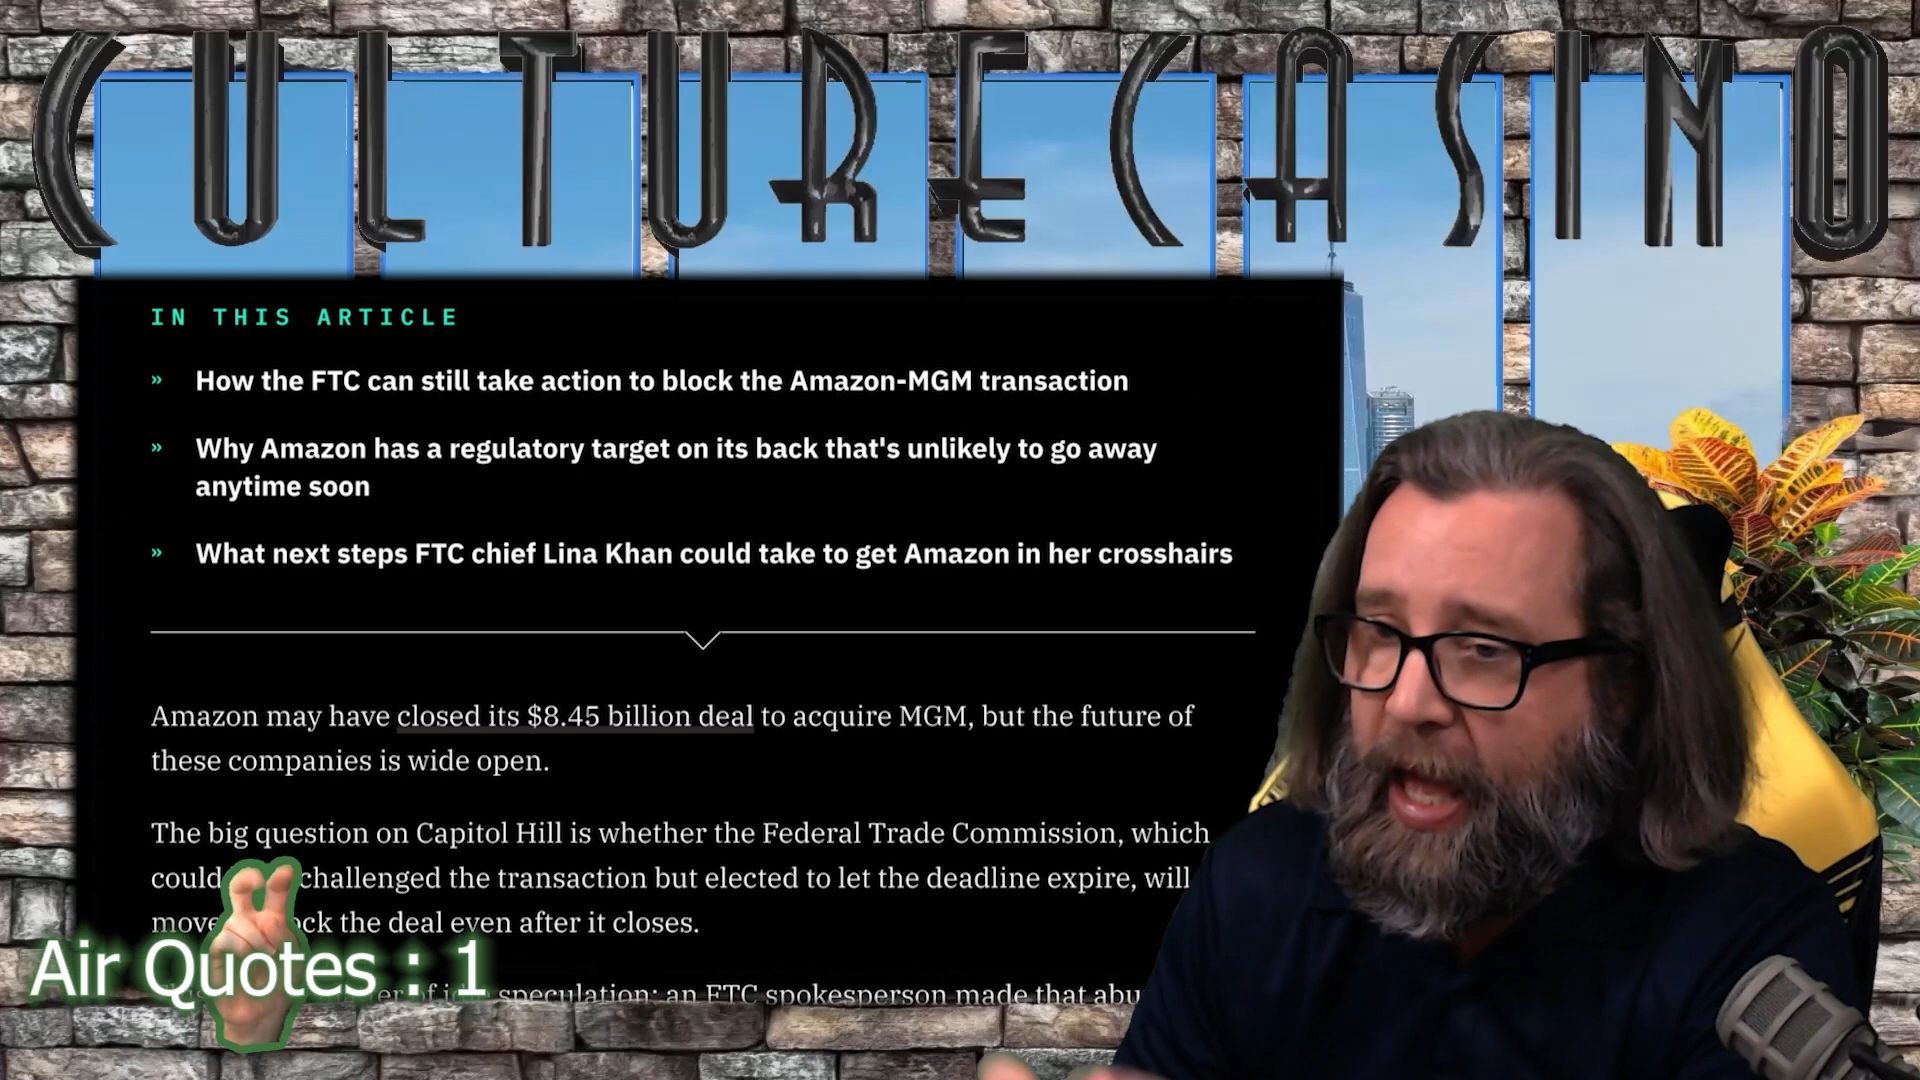 CULTURE CASINO
IN THIS ARTICLE
» How the FTC can still take action to block the Amazon-MGM transaction
» Why Amazon has a regulatory target on its back that's unlikely to go away
anytime soon
» What next steps FTC chief Lina Khan could take to get Amazon in her crosshairs
Amazon may have closed its $8.45 billion deal to acquire MGM, but the future of
these companies is wide open.
The big question on Capitol Hill is whether the Federal Trade Commission, which
could challenged the transaction but elected to let the deadline expire, will
move the deal even after it closes.
speculation: an FTC spokesperson made that
Air Quotes : 1